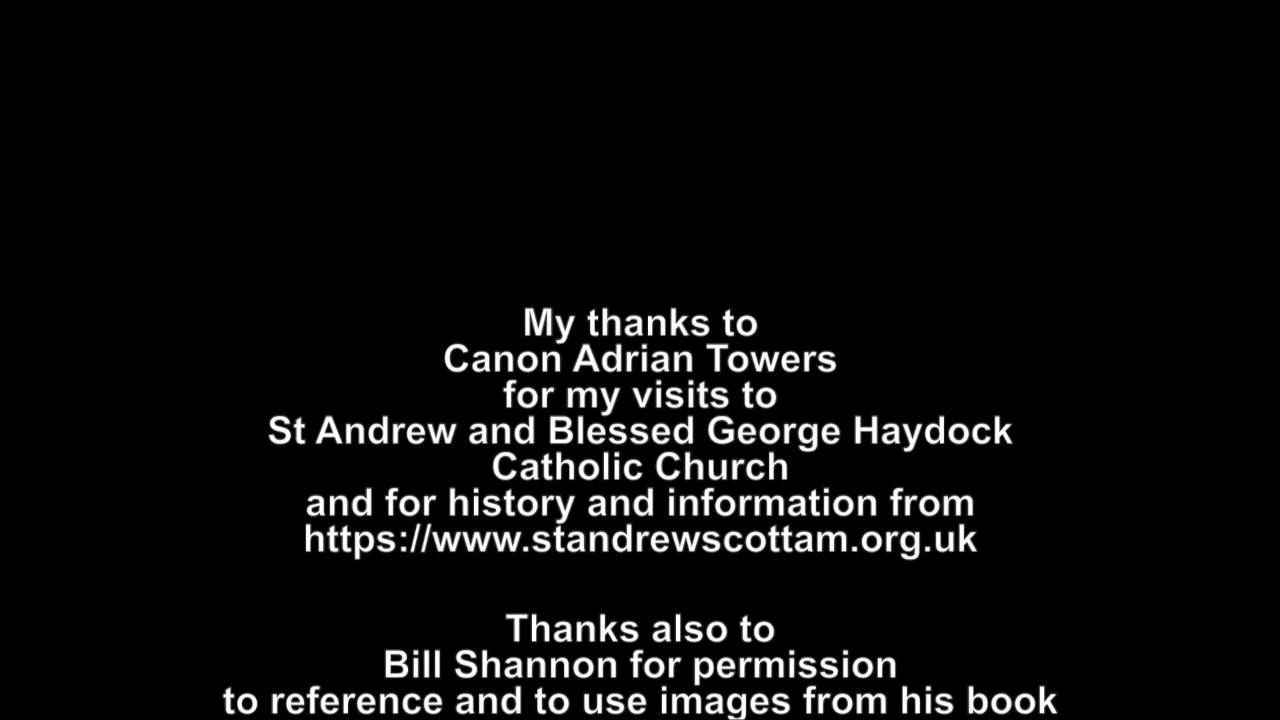 My thanks to
Canon Adrian Towers
for my visits to
St Andrew and Blessed George Haydock
Catholic Church
and for history and information from
https://www.standrewscottam.org.uk
Thanks also to
Bill Shannon for permission
to reference and to use images from his book